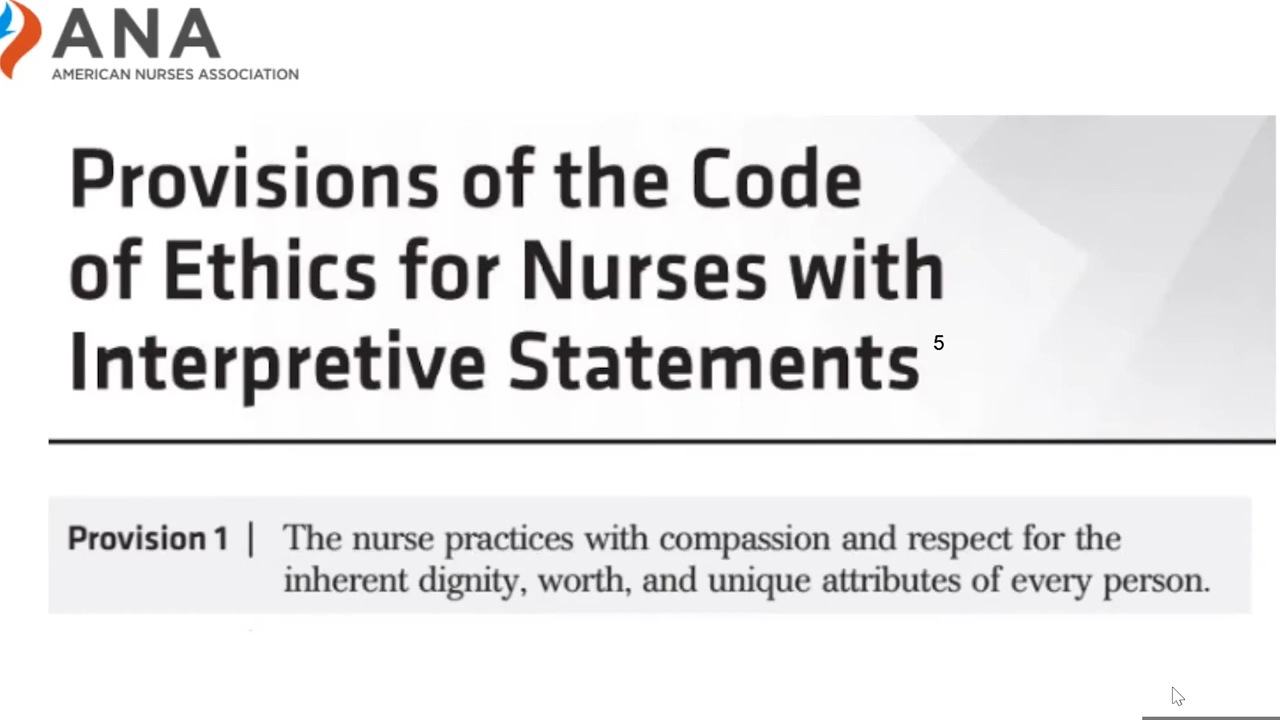 ANA
AMERICAN NURSES ASSOCIATION
Provisions of the Code
of Ethics for Nurses with
Interpretive Statements 5
Provision 1 | The nurse practices with compassion and respect for the
inherent dignity, worth, and unique attributes of every person.